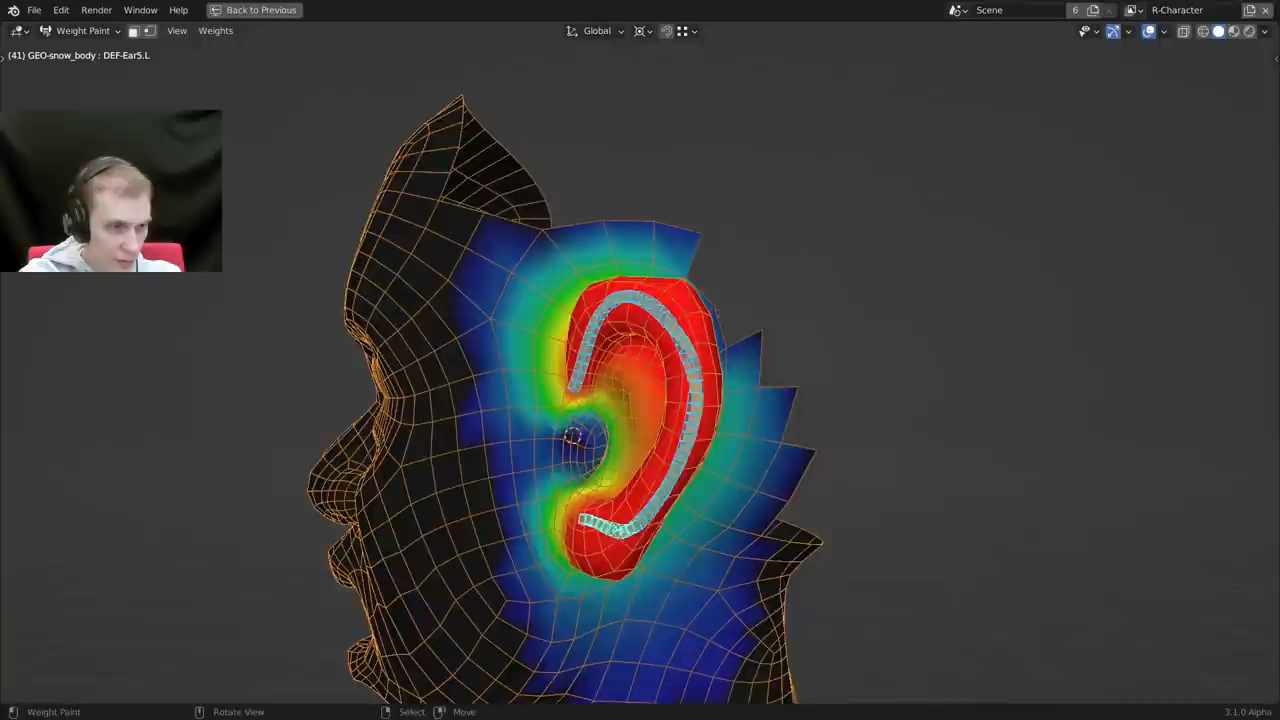 File Edit Render Window Help Back to Previous Scene 6 R-Character
Weight Paint View Weights Global
(41) GEO-snow_body : DEF-Ear5.L
Weight Paint Rotate View Select Move 3.1.0 Alpha